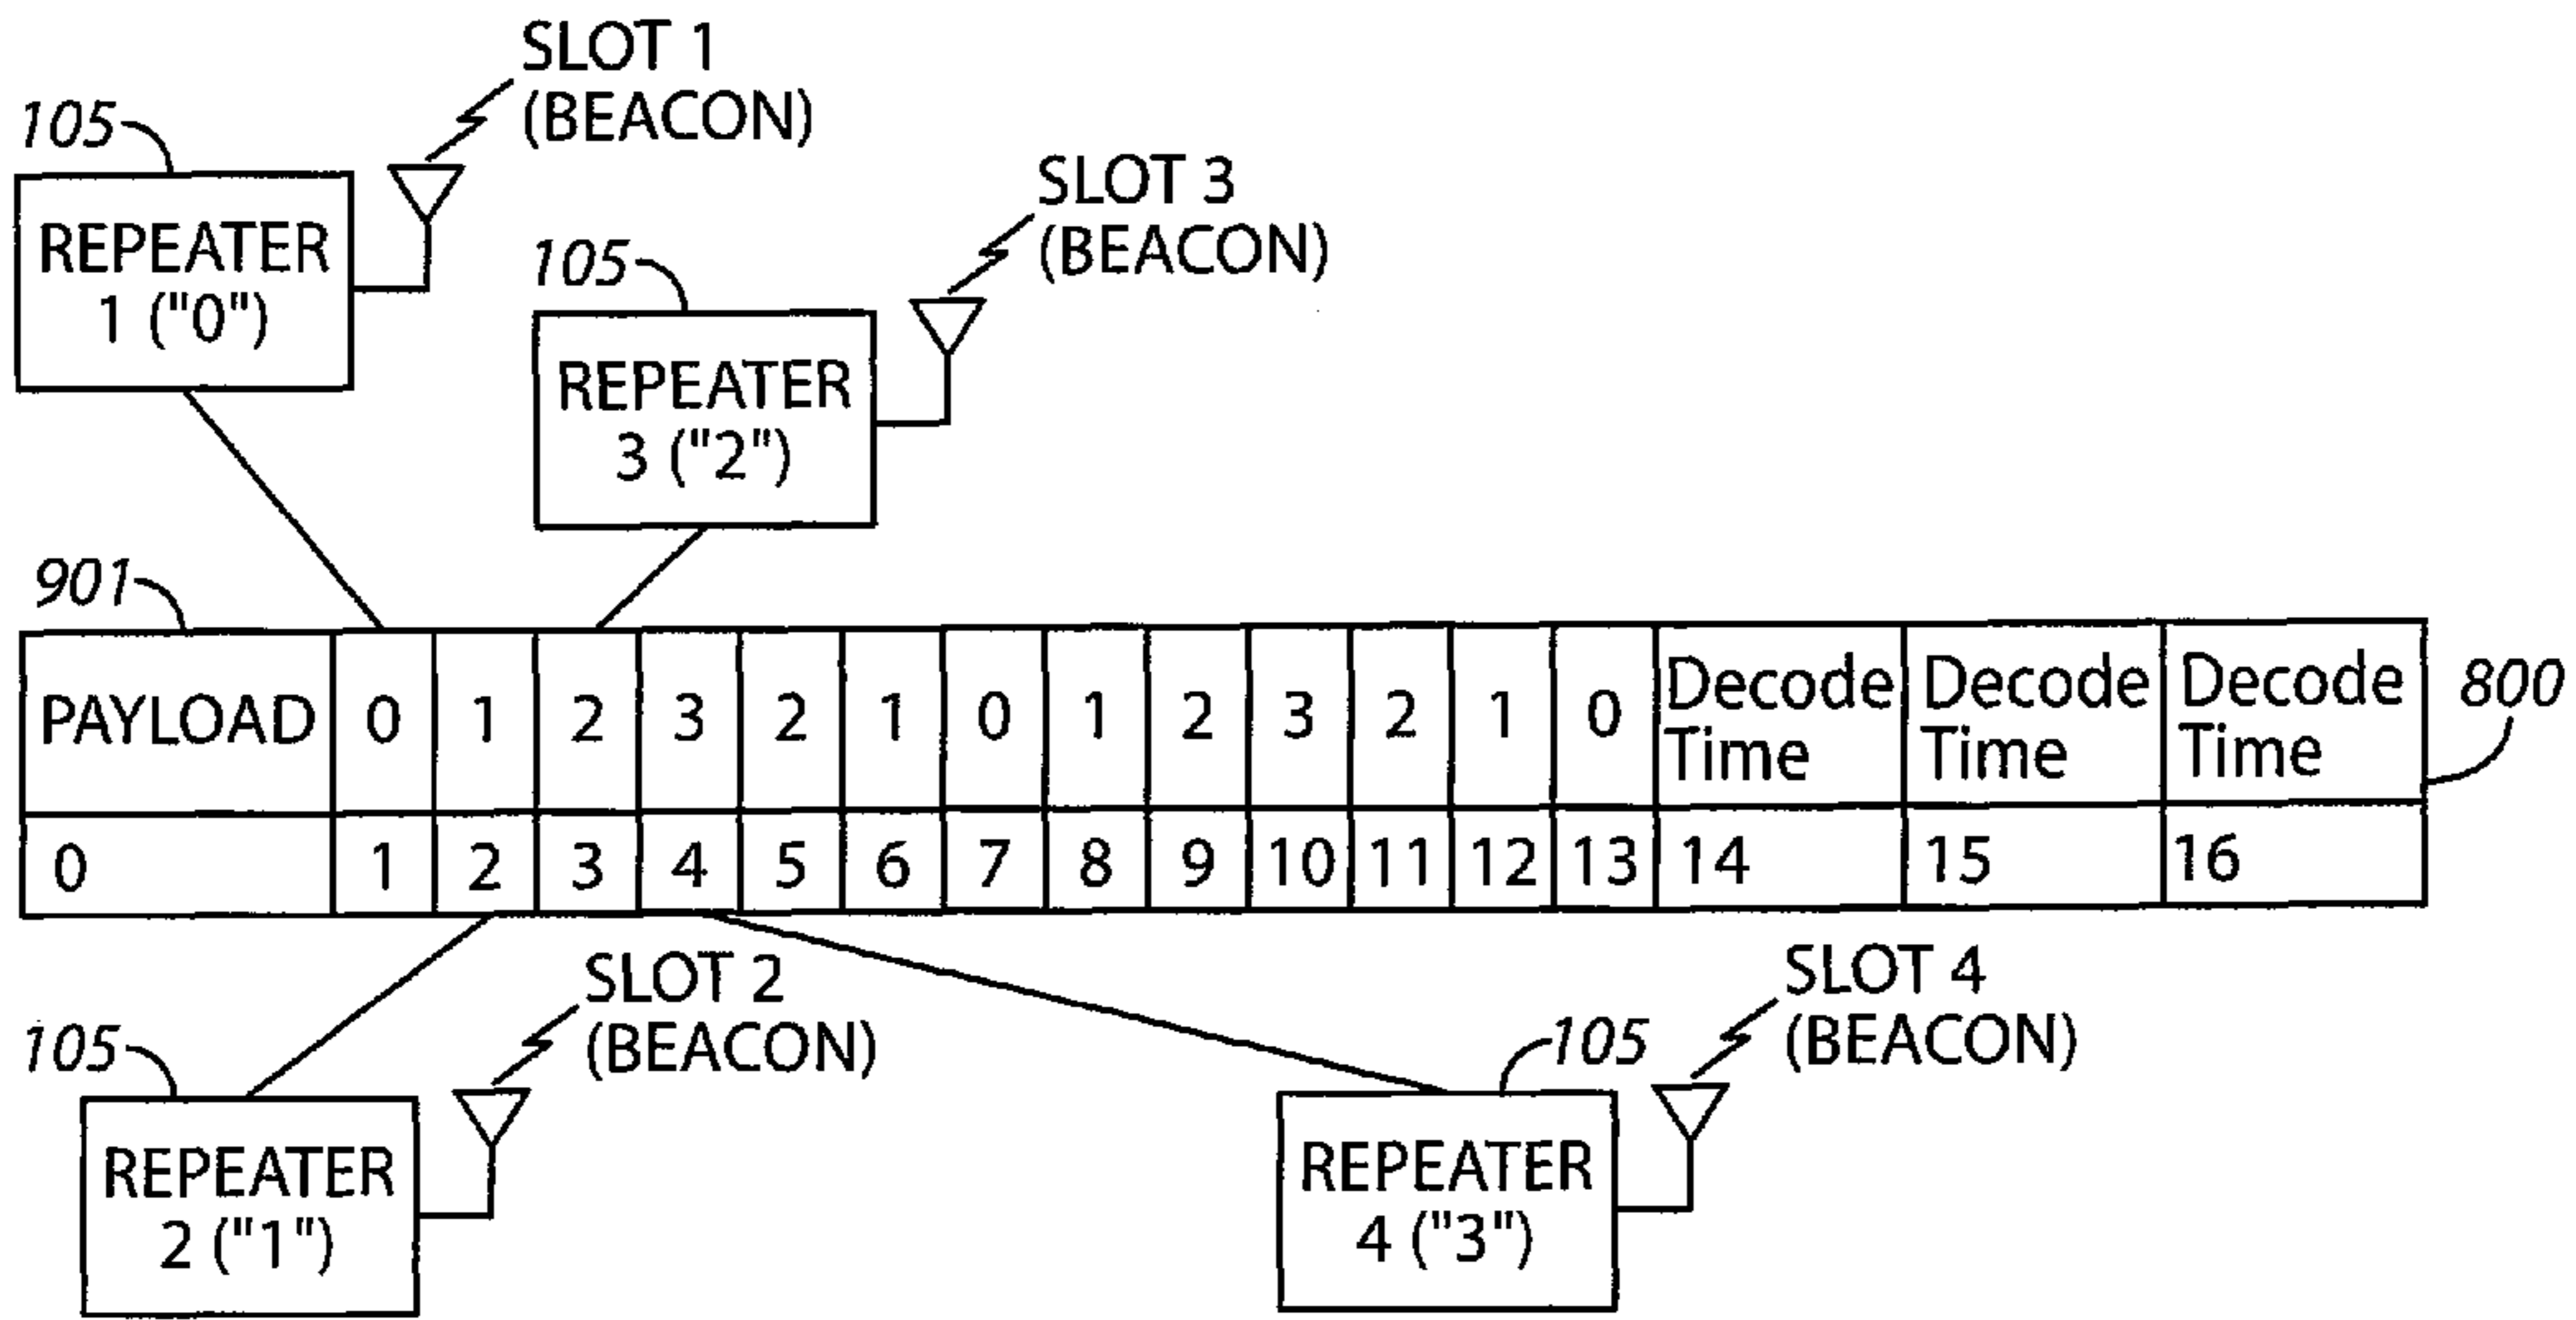 SLOT 1
(BEACON)
105
REPEATER
1 ("0")
SLOT 3
(BEACON)
105
REPEATER
3 ("2")
901
PAYLOAD 0 1 2 3 2 1 0 1 2 3 2 1 0 Decode Time Decode Time Decode Time
800
0 1 2 3 4 5 6 7 8 9 10 11 12 13 14 15 16
SLOT 2
(BEACON)
105
REPEATER
2 ("1")
SLOT 4
(BEACON)
105
REPEATER
4 ("3")